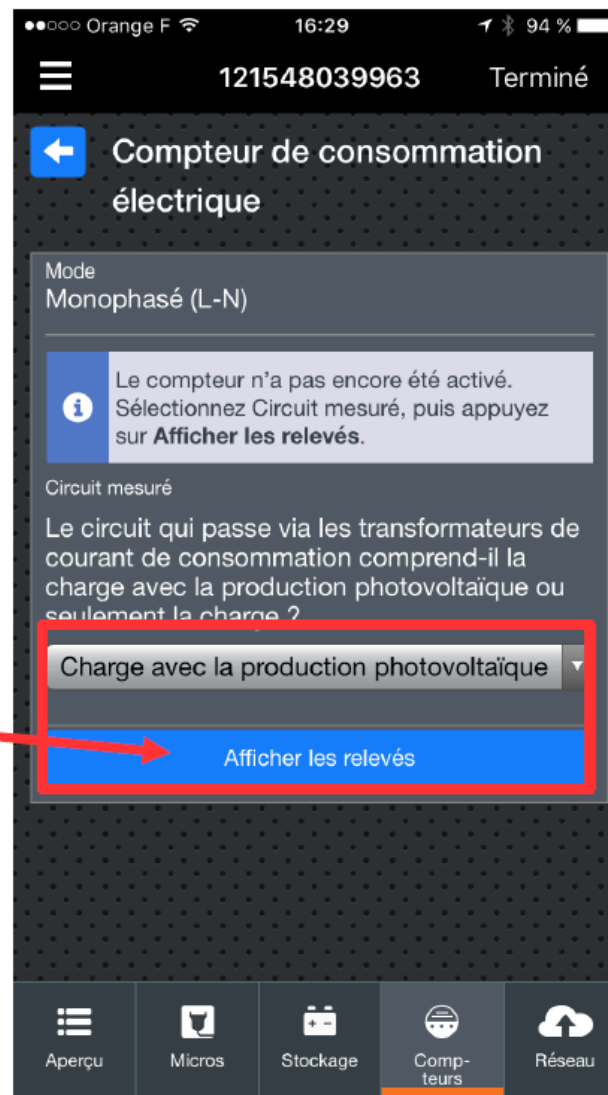 Orange F 16:29 94 %
121548039963 Terminé
Compteur de consommation
électrique
Mode
Monophasé (L-N)
Le compteur n'a pas encore été activé.
Sélectionnez Circuit mesuré, puis appuyez
sur Afficher les relevés.
Circuit mesuré
Le circuit qui passe via les transformateurs de
courant de consommation comprend-il la
charge avec la production photovoltaïque ou
seulement la charge ?
Charge avec la production photovoltaïque
Afficher les relevés
Aperçu Micros Stockage Comp- Réseau
teurs